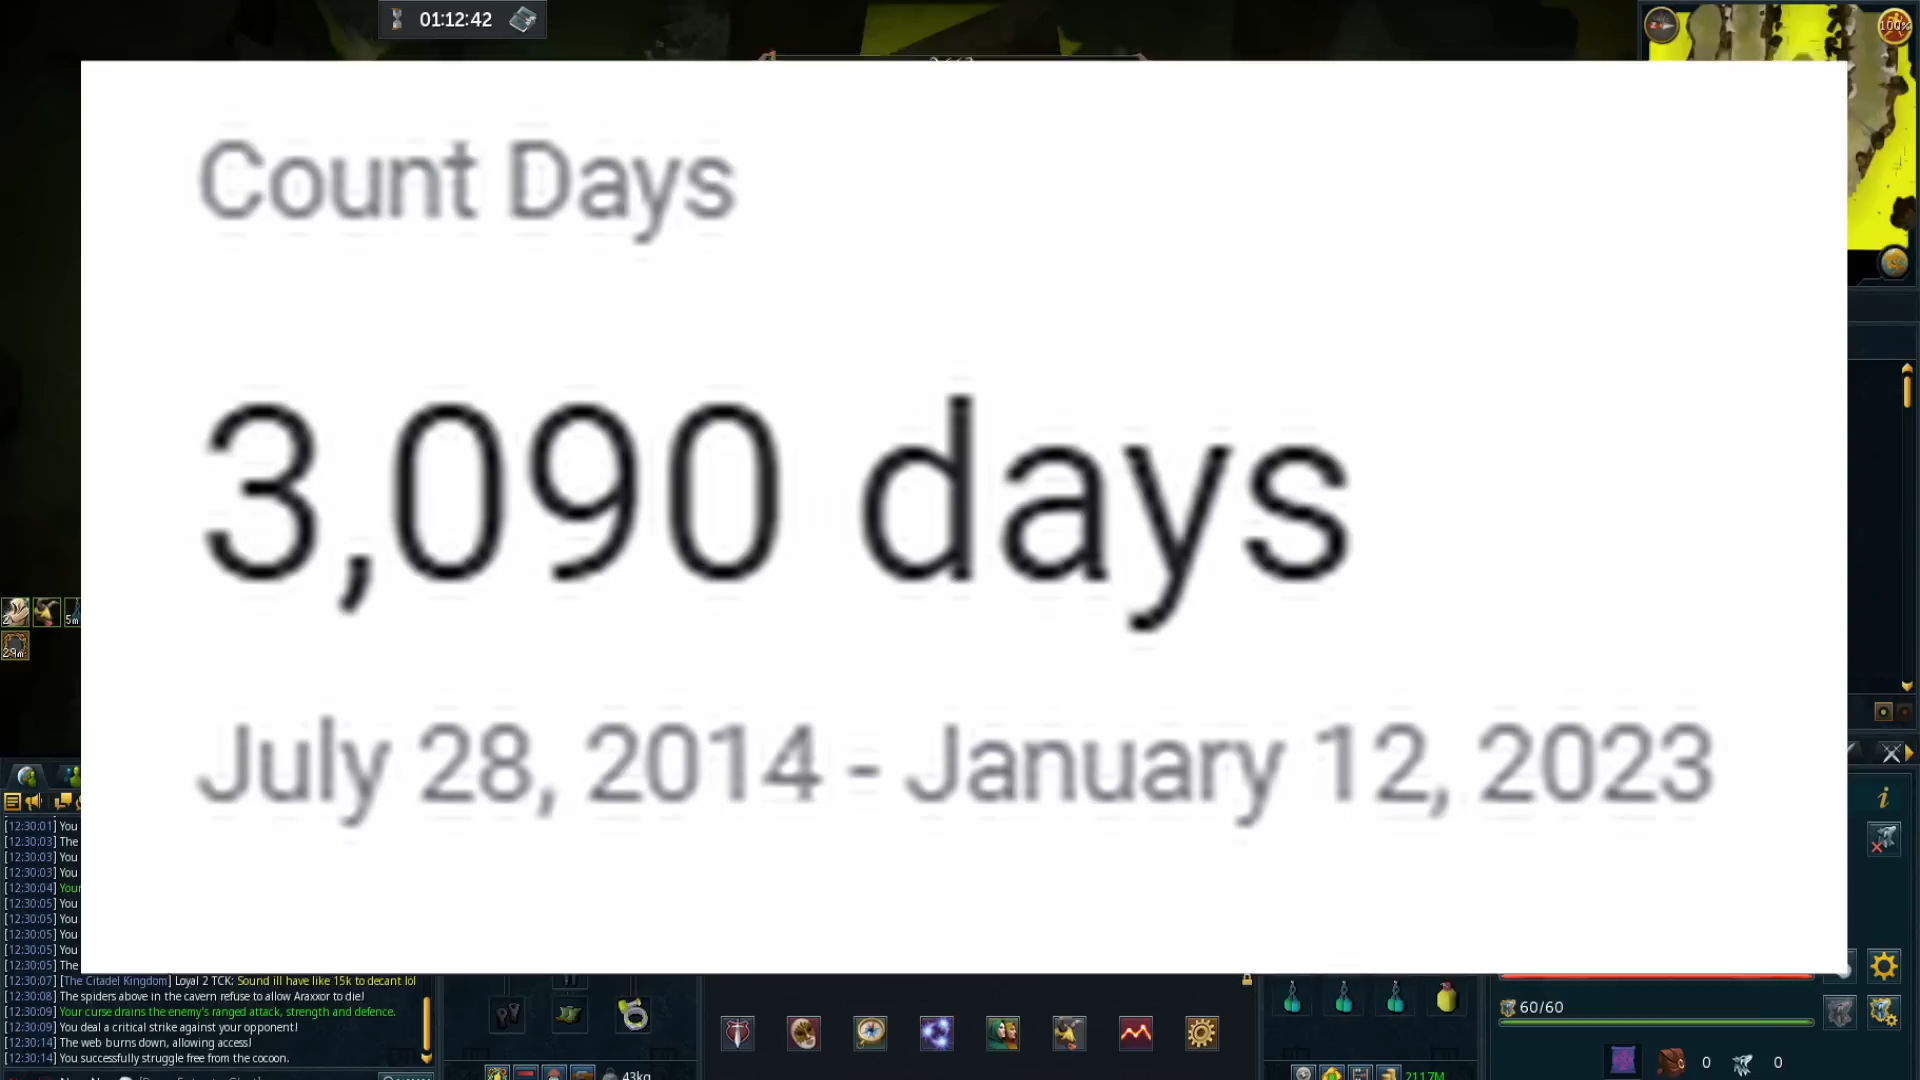 01:12:42
100%
Count Days
3,090 days
July 28, 2014 - January 12, 2023
5m
29m
[12:30:01] You
[12:30:03] The
[12:30:03] You
[12:30:03] You
[12:30:04] Your
[12:30:05] You
[12:30:05] You
[12:30:05] You
[12:30:05] You
[12:30:05] The
[12:30:07] [The Citadel Kingdom] Loyal 2 TCK: Sound ill have like 15k to decant lol
[12:30:08] The spiders above in the cavern refuse to allow Araxxor to die!
[12:30:09] Your curse drains the enemy's ranged attack, strength and defence.
[12:30:09] You deal a critical strike against your opponent!
[12:30:14] The web burns down, allowing access!
[12:30:14] You successfully struggle free from the cocoon.
60/60
0
0
43kg
2117M